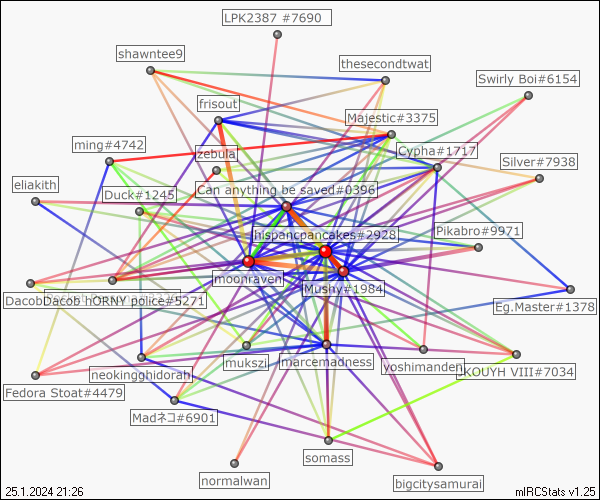 LPK2387 #7690
shawntee9
thesecondtwat
Swirly Boi#6154
frisout
Majestic#3375
ming#4742
Cypha#1717
zebula
Silver#7938
eliakith
Duck#1245
Can anything be saved#0396
Pikabro#9971
hispancpancakes#2928
moonraven
Mushy#1984
Eg.Master#1378
DacobDacob
HORNY police#5271
marcemadness
mukszi
yoshimanden
JKOUYH VIII#7034
neokingghidorah
Fedora Stoat#4479
Madネコ#6901
somass
normalwan
bigcitysamurai
25.1.2024 21:26
mIRCStats v1.25